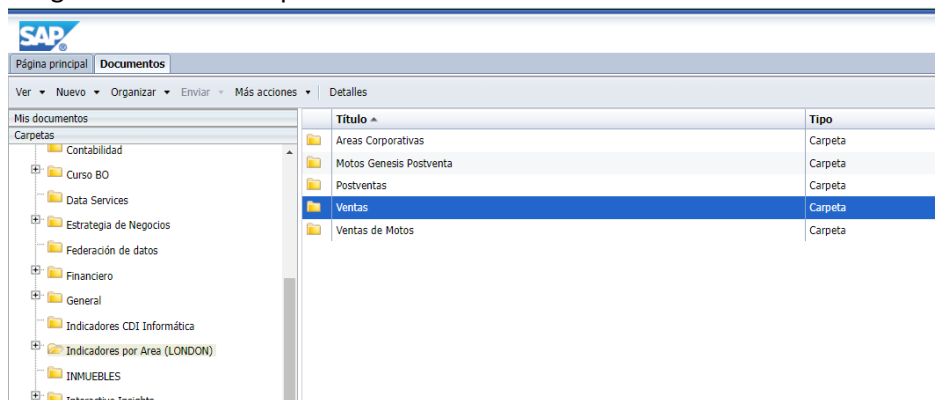 SAP
Página principal Documentos
Ver Nuevo Organizar Enviar Más acciones Detalles
Mis documentos
Carpetas
Contabilidad
Curso BO
Data Services
Estrategia de Negocios
Federación de datos
Financiero
General
Indicadores CDI Informática
Indicadores por Area (LONDON)
INMUEBLES
Título Tipo
Areas Corporativas Carpeta
Motos Genesis Postventa Carpeta
Postventas Carpeta
Ventas Carpeta
Ventas de Motos Carpeta